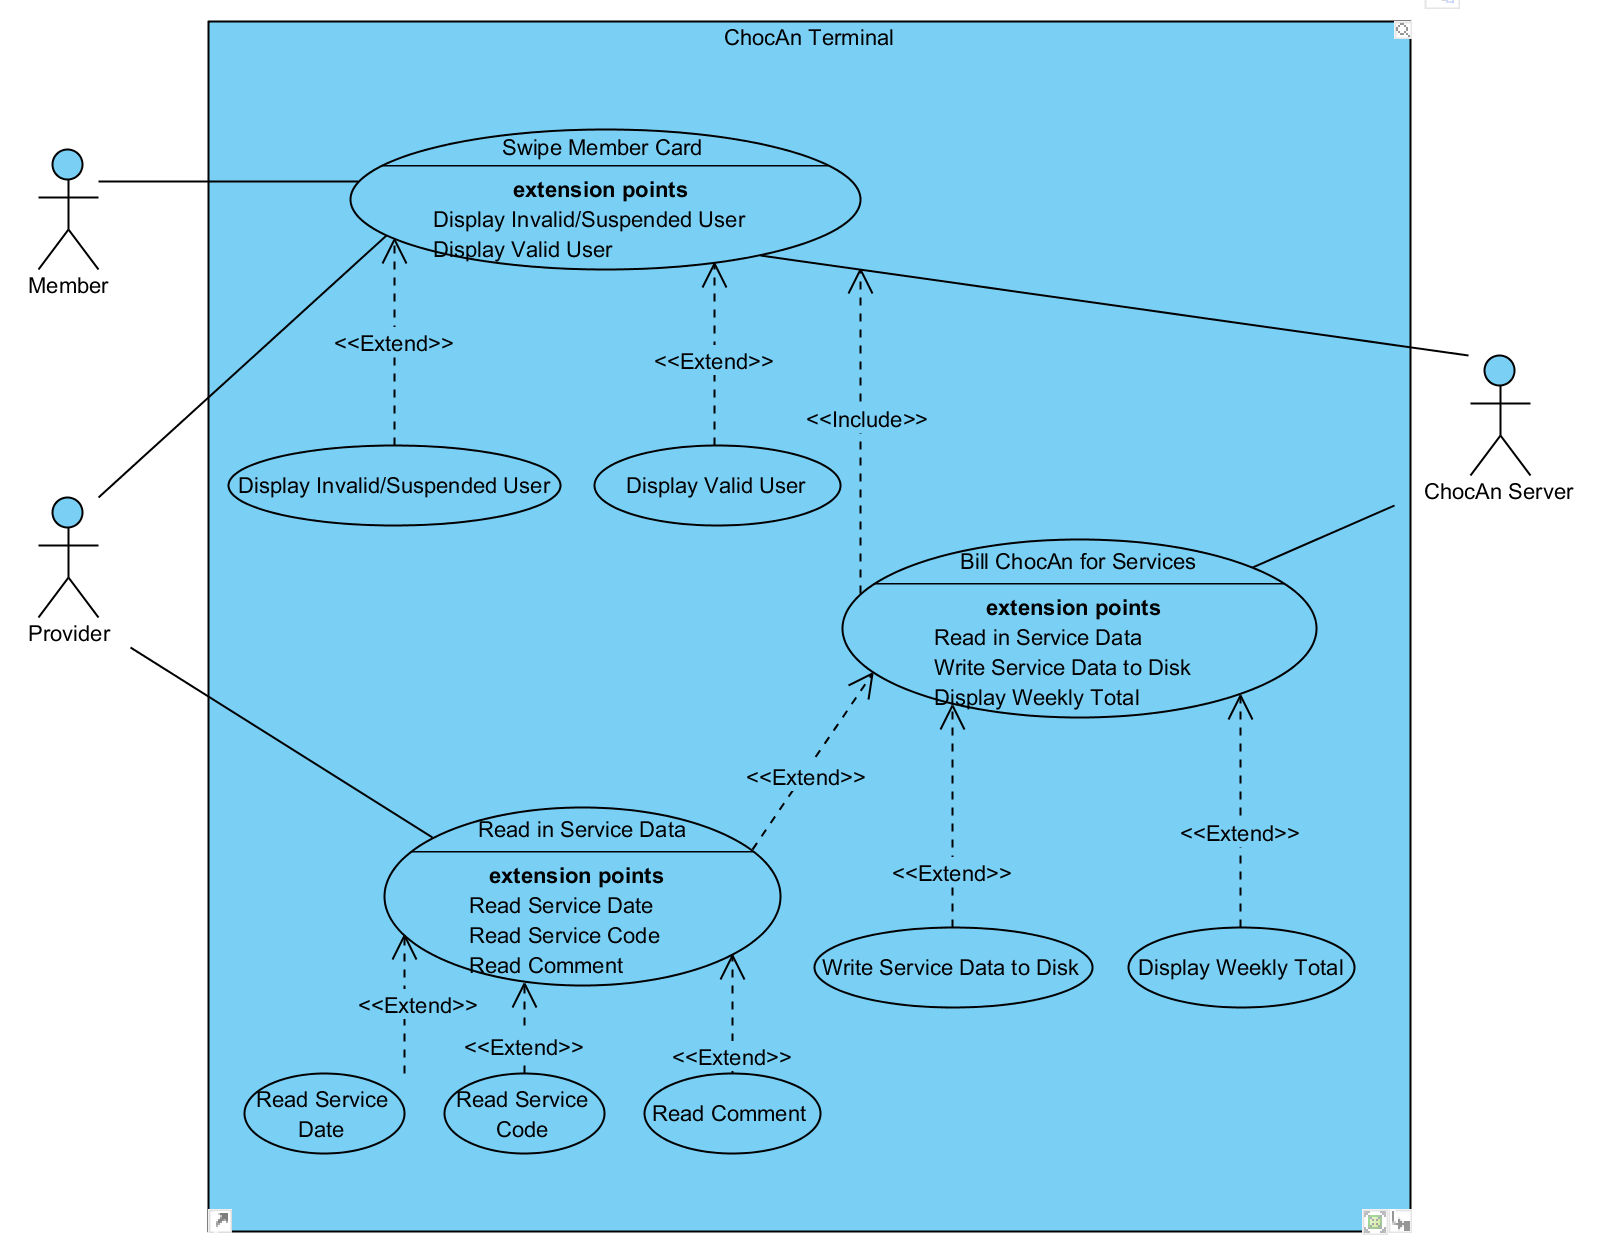 ChocAn Terminal
Swipe Member Card
extension points
Display Invalid/Suspended User
Display Valid User
Member
<<Extend>>
<<Extend>>
<<Include>>
Display Invalid/Suspended User
Display Valid User
ChocAn Server
Provider
Bill ChocAn for Services
extension points
Read in Service Data
Write Service Data to Disk
Display Weekly Total
<<Extend>>
<<Extend>>
<<Extend>>
Read in Service Data
extension points
Read Service Date
Read Service Code
Read Comment
Write Service Data to Disk
Display Weekly Total
<<Extend>>
<<Extend>>
<<Extend>>
Read Service
Date
Read Service
Code
Read Comment